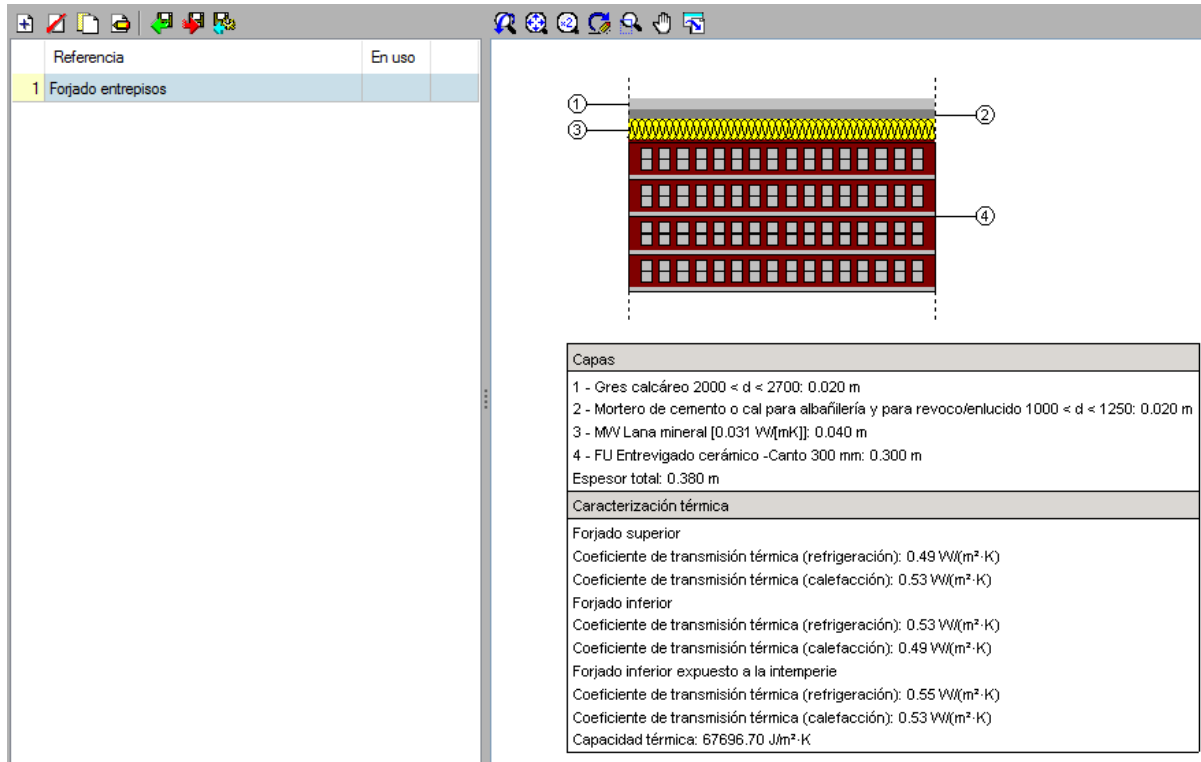 Referencia En uso
1 Forjado entrepisos
1
2
3
4
Capas
1 - Gres calcáreo 2000 < d < 2700: 0.020 m
2 - Mortero de cemento o cal para albañilería y para revoco/enlucido 1000 < d < 1250: 0.020 m
3 - MW Lana mineral [0.031 W/[mK]]: 0.040 m
4 - FU Entrevigado cerámico -Canto 300 mm: 0.300 m
Espesor total: 0.380 m
Caracterización térmica
Forjado superior
Coeficiente de transmisión térmica (refrigeración): 0.49 W/(m²·K)
Coeficiente de transmisión térmica (calefacción): 0.53 W/(m²·K)
Forjado inferior
Coeficiente de transmisión térmica (refrigeración): 0.53 W/(m²·K)
Coeficiente de transmisión térmica (calefacción): 0.49 W/(m²·K)
Forjado inferior expuesto a la intemperie
Coeficiente de transmisión térmica (refrigeración): 0.55 W/(m²·K)
Coeficiente de transmisión térmica (calefacción): 0.53 W/(m²·K)
Capacidad térmica: 67696.70 J/m²·K